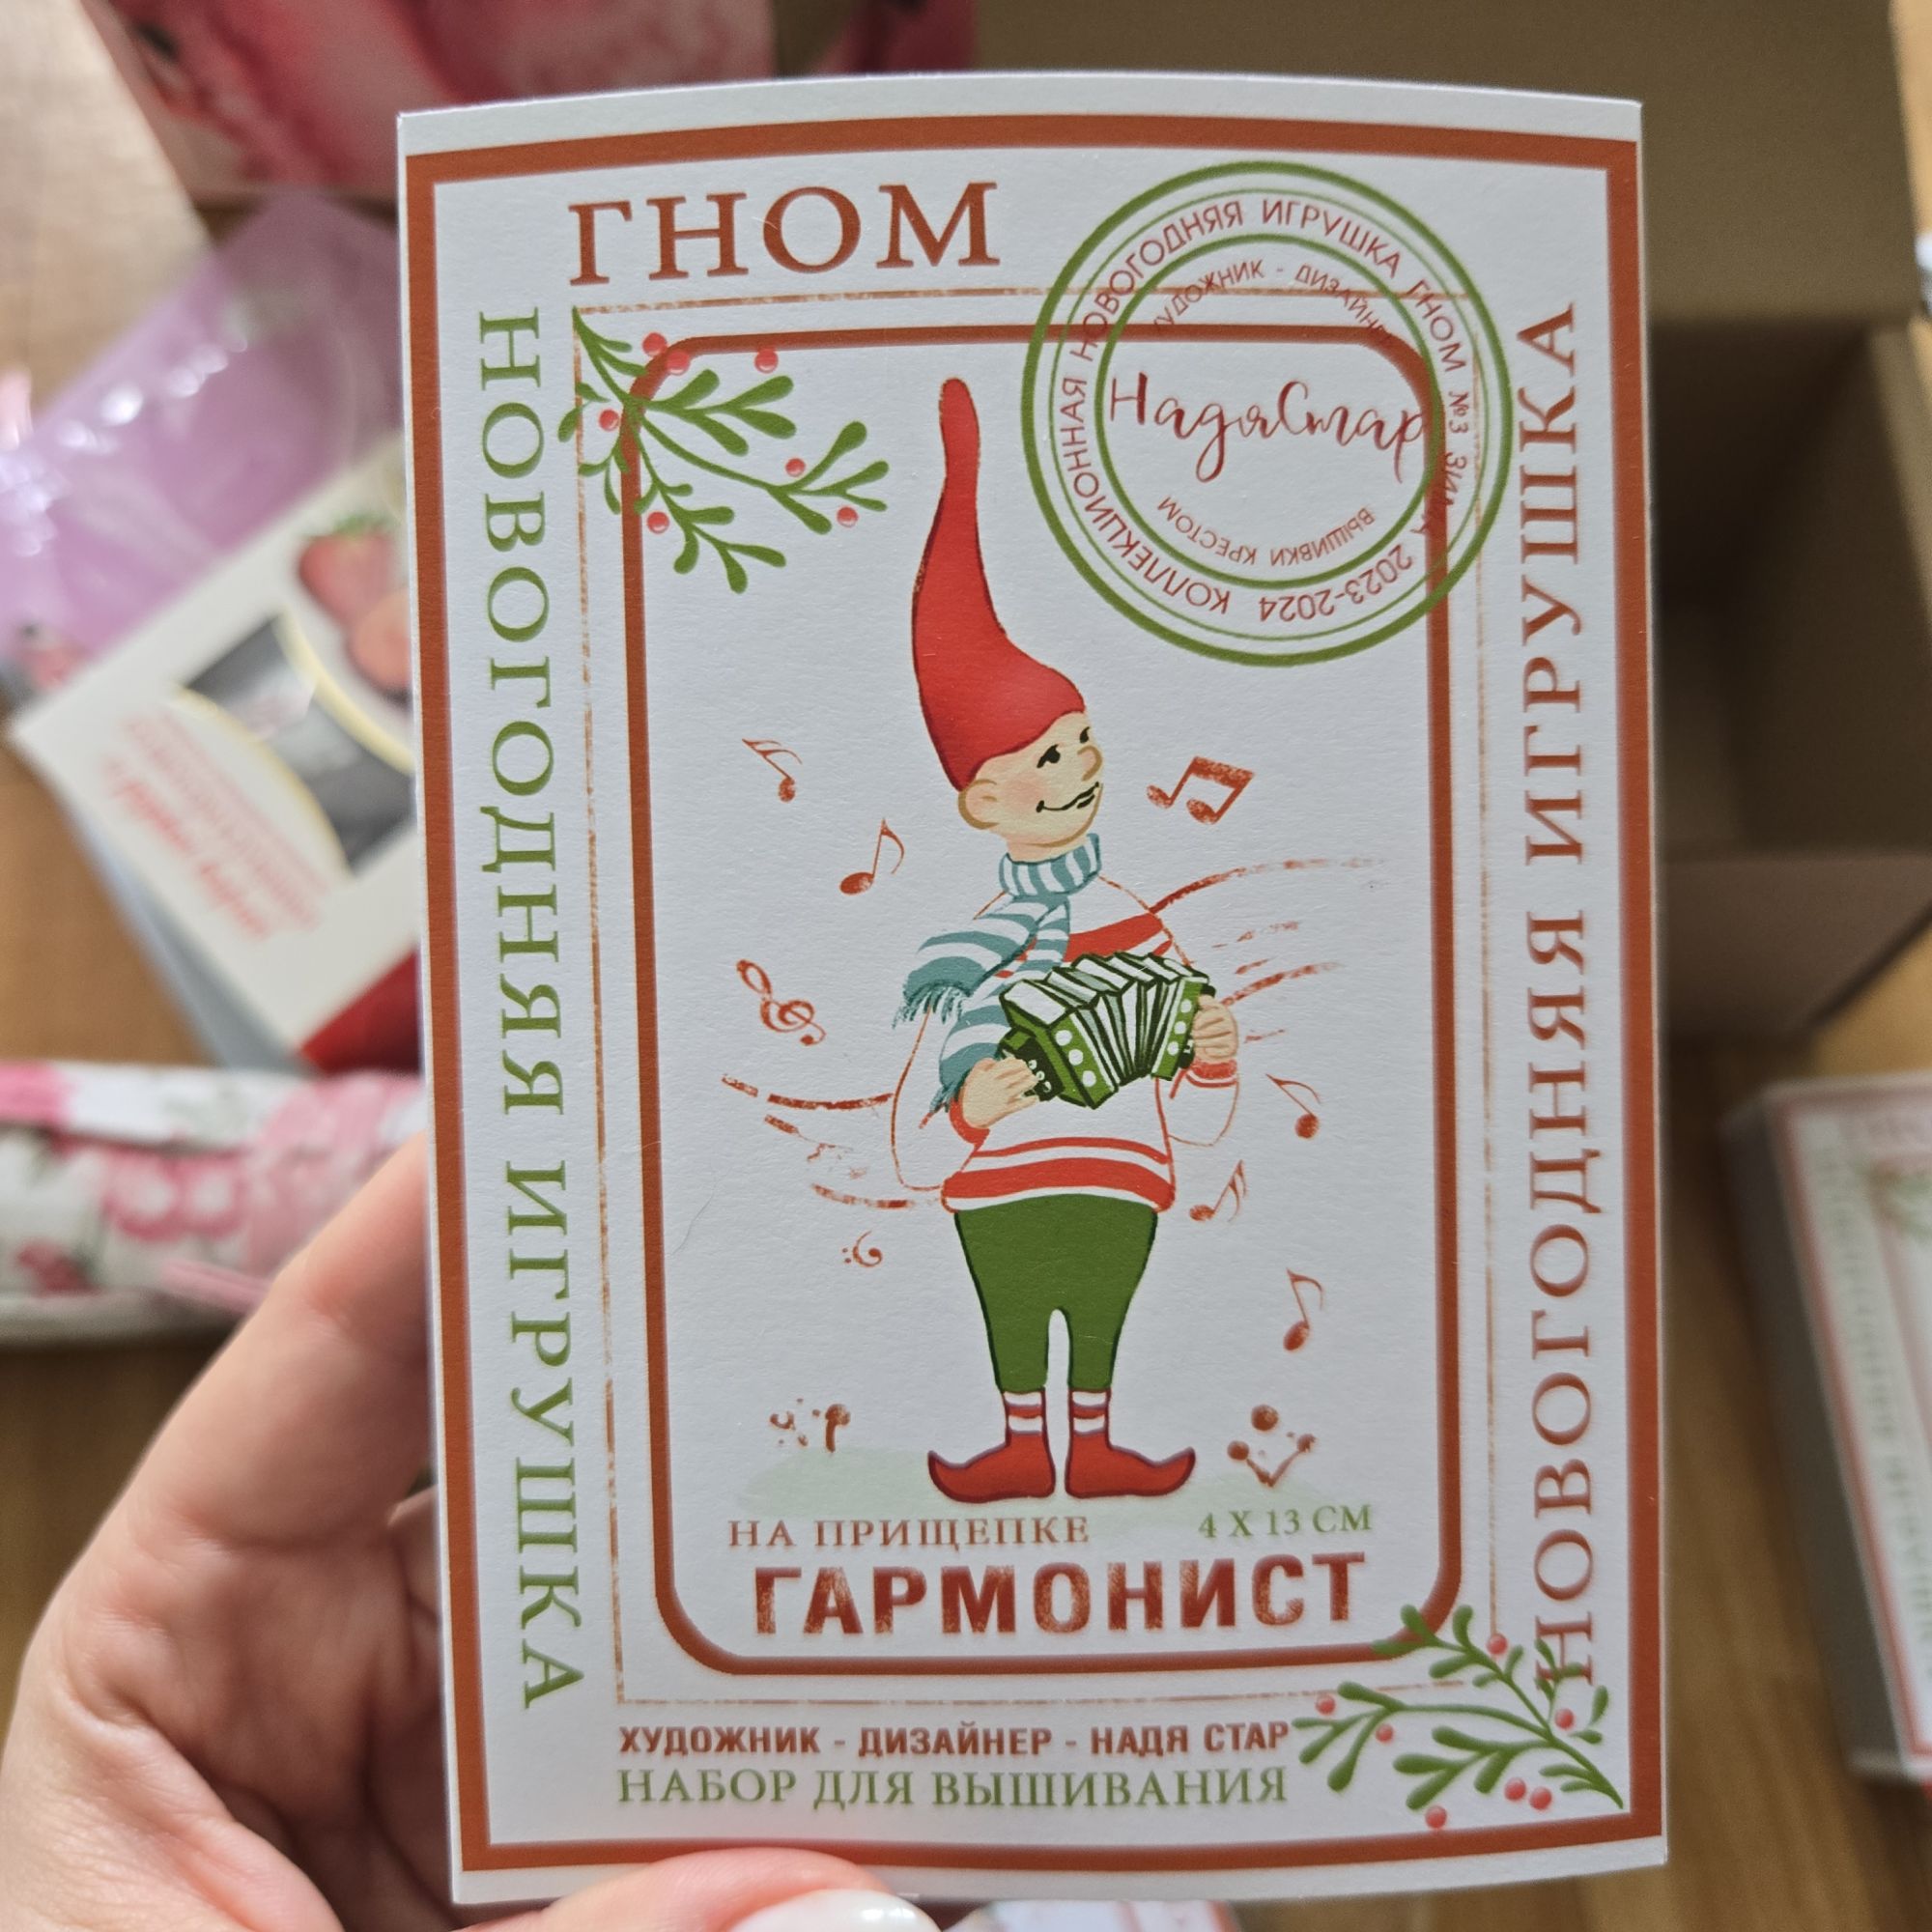 ГНОМ
НОВОГОДНЯЯ ИГРУШКА
КОЛЛЕКЦИОННАЯ НОВОГОДНЯЯ ИГРУШКА ГНОМ №3 ЗИМА 2023-2024
ХУДОЖНИК - ДИЗАЙНЕР
НадяСтар
ВЫШИВКИ КРЕСТОМ
НОВОГОДНЯЯ ИГРУШКА
НА ПРИЩЕПКЕ 4 X 13 СМ
ГАРМОНИСТ
ХУДОЖНИК - ДИЗАЙНЕР - НАДЯ СТАР
НАБОР ДЛЯ ВЫШИВАНИЯ